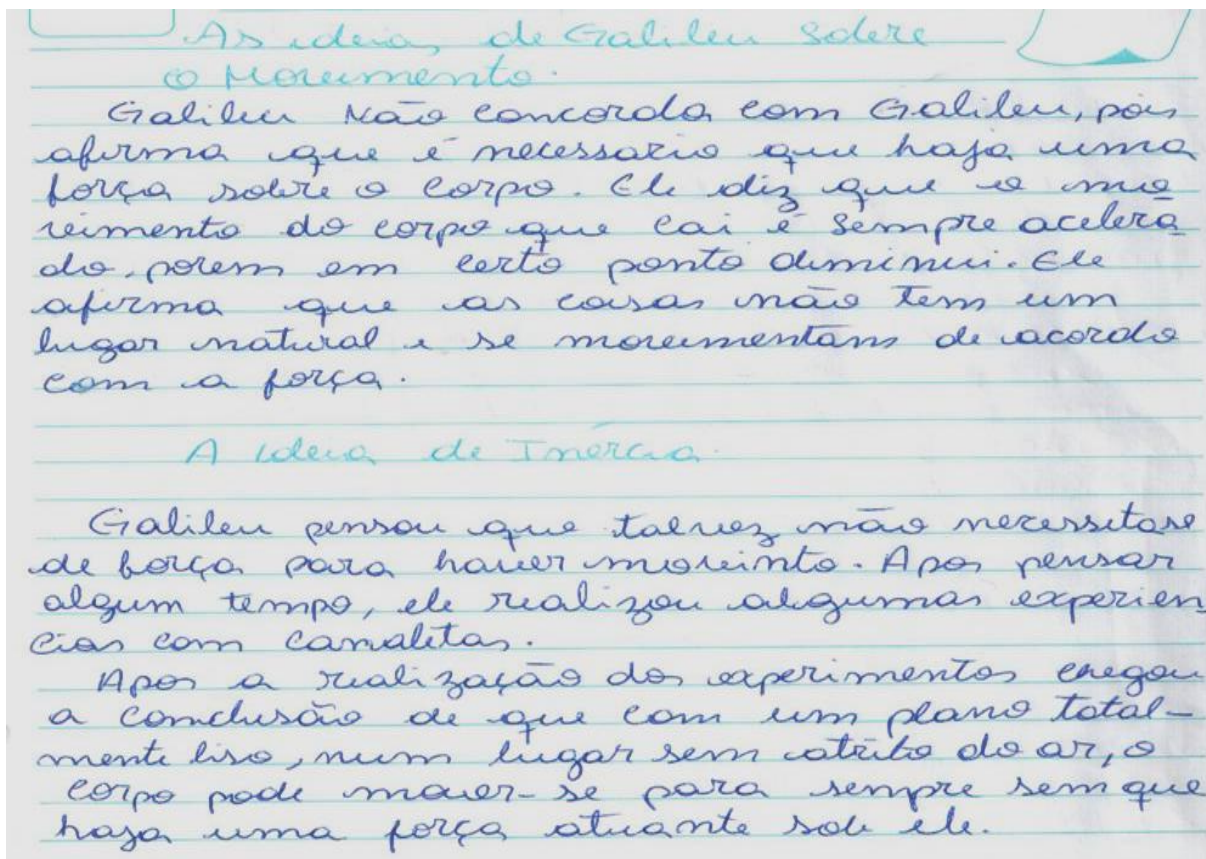 As ideias de Galileu sobre
o Movimento.
Galileu Não concorda com Galileu, pois
afirma que é necessario que haja uma
força sobre o corpo. Ele diz que o mo
vimento do corpo que cai é sempre acelera
do, porem em certo ponto diminui. Ele
afirma que as coisas não tem um
lugar natural e se movimentam de acordo
com a força.
A ideia de Inércia.
Galileu pensou que talvez não necessitase
de força para haver movinto. Apos pensar
algum tempo, ele realizou algumas experien
cias com canaletas.
Apos a realização dos experimentos chegou
a conclusão de que com um plano total-
mente liso, num lugar sem atrito do ar, o
corpo pode mover-se para sempre sem que
haja uma força atuante sob ele.